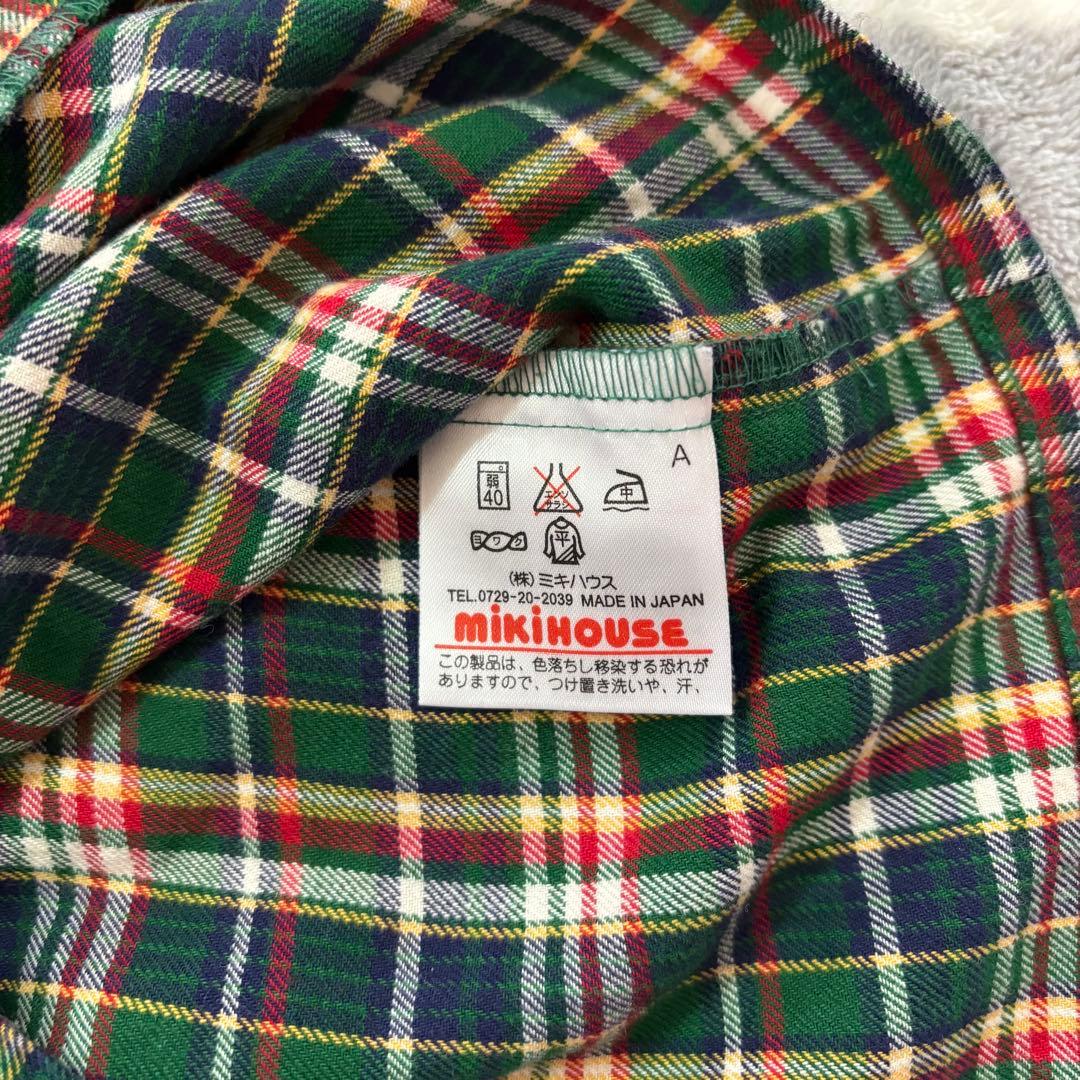 A
弱 40
エンソ サラシ
中
ヨワク
平
(株)ミキハウス
TEL.0729-20-2039 MADE IN JAPAN
mikiHOUSE
この製品は、色落ちし移染する恐れが
ありますので、つけ置き洗いや、汗、